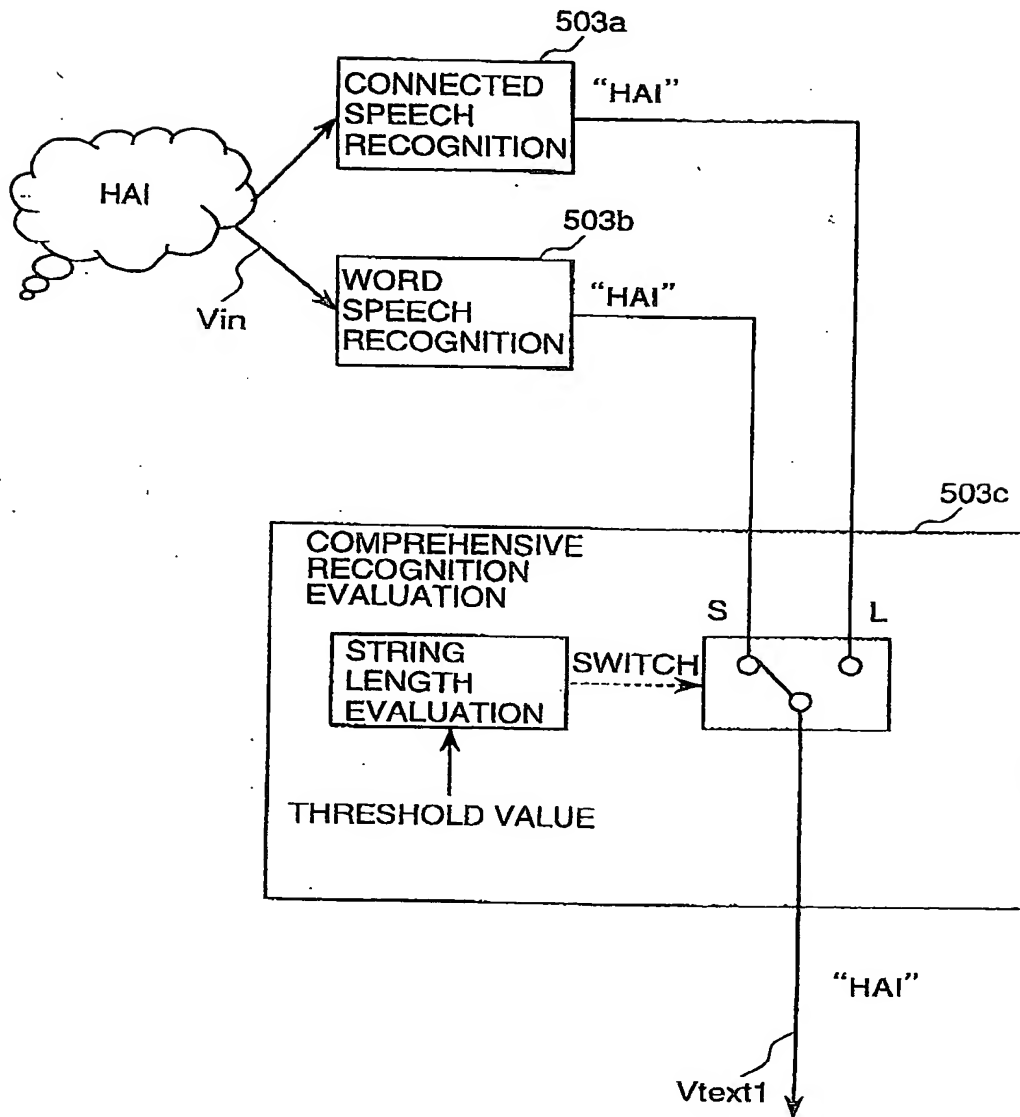 503a
CONNECTED
SPEECH
RECOGNITION
“HAI”
HAI
503b
WORD
SPEECH
RECOGNITION
“HAI”
Vin
503c
COMPREHENSIVE
RECOGNITION
EVALUATION
S
L
STRING
LENGTH
EVALUATION
SWITCH
THRESHOLD VALUE
“HAI”
Vtext1